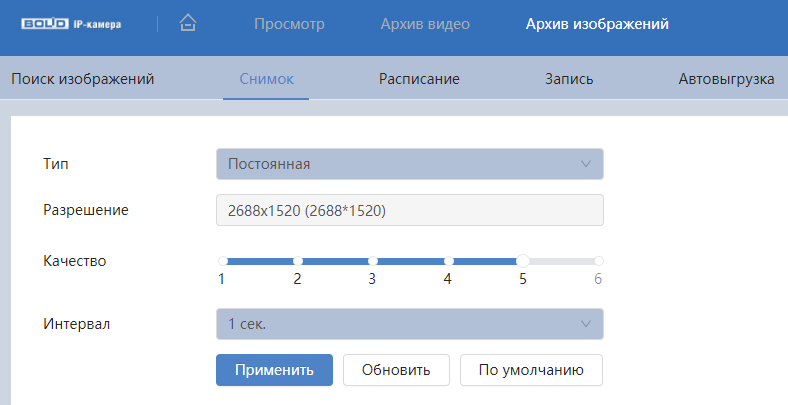 BOLID IP-камера Просмотр Архив видео Архив изображений
Поиск изображений Снимок Расписание Запись Автовыгрузка
Тип Постоянная
Разрешение 2688x1520 (2688*1520)
Качество
1 2 3 4 5 6
Интервал 1 сек.
Применить Обновить По умолчанию